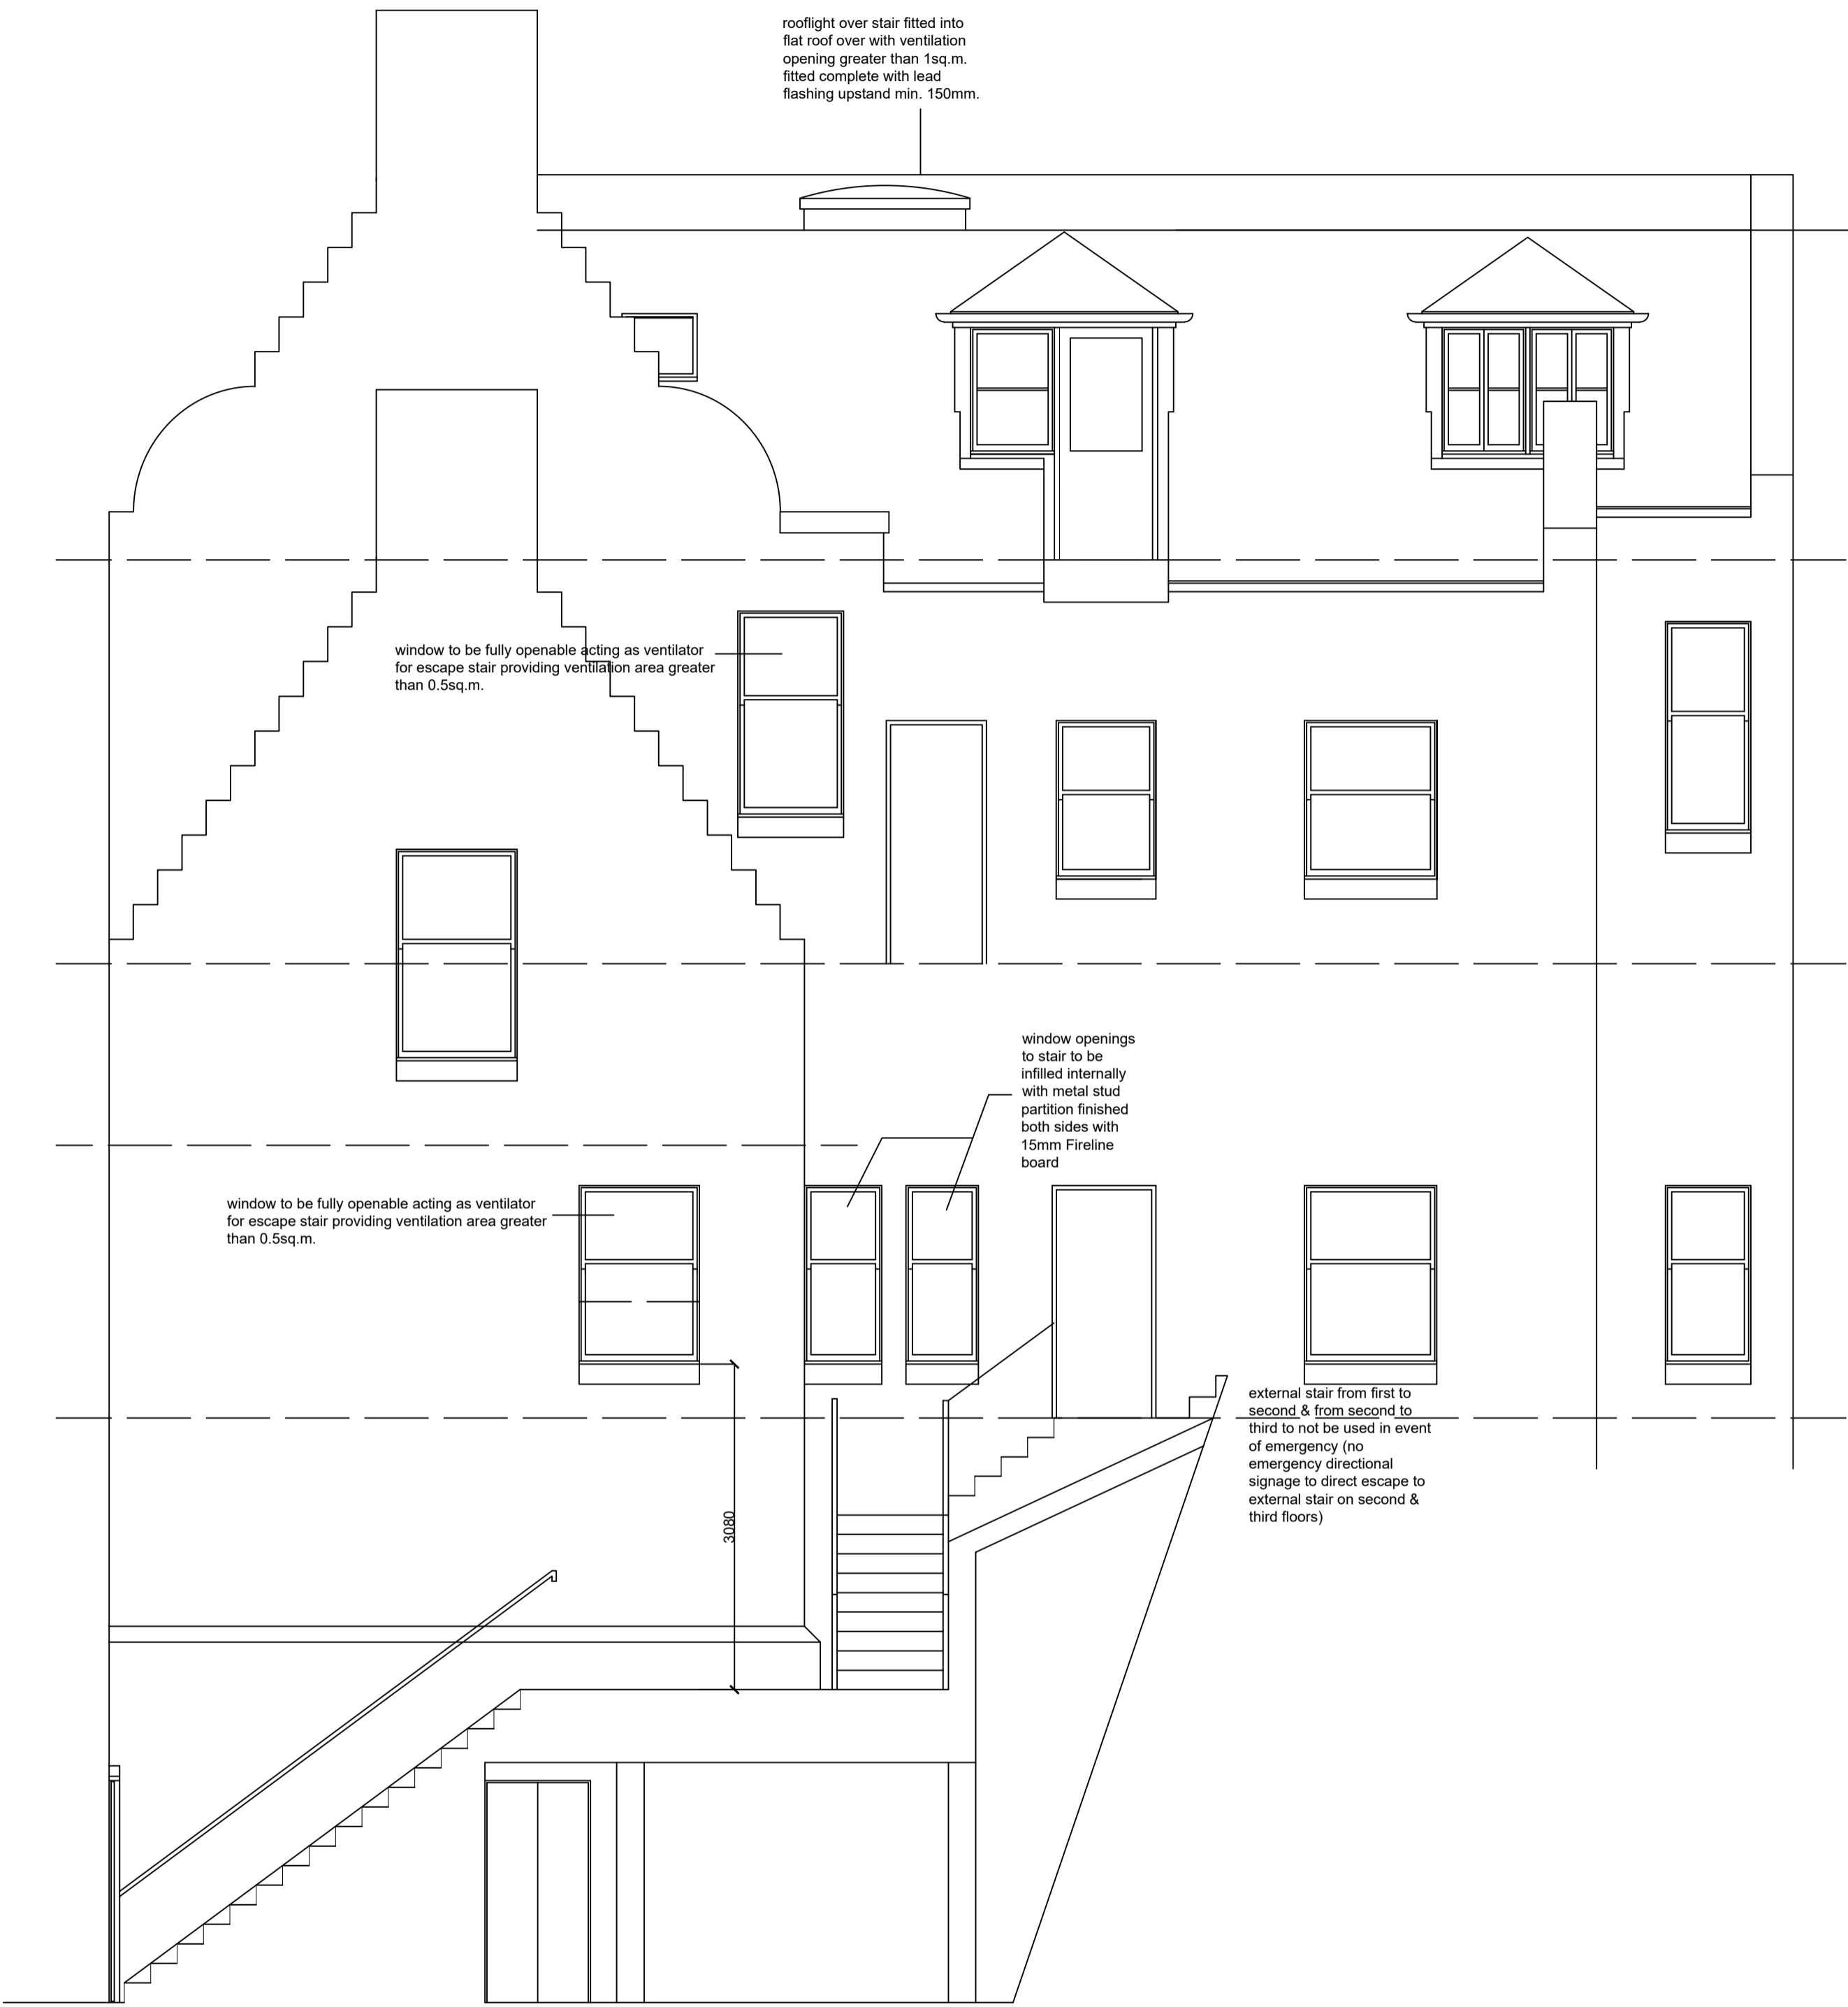 rooflight over stair fitted into
flat roof over with ventilation
opening greater than 1sq.m.
fitted complete with lead
flashing upstand min. 150mm.
window to be fully openable acting as ventilator
for escape stair providing ventilation area greater
than 0.5sq.m.
window openings
to stair to be
infilled internally
with metal stud
partition finished
both sides with
15mm Fireline
board
window to be fully openable acting as ventilator
for escape stair providing ventilation area greater
than 0.5sq.m.
external stair from first to
second & from second to
third to not be used in event
of emergency (no
emergency directional
signage to direct escape to
external stair on second &
third floors)
3080